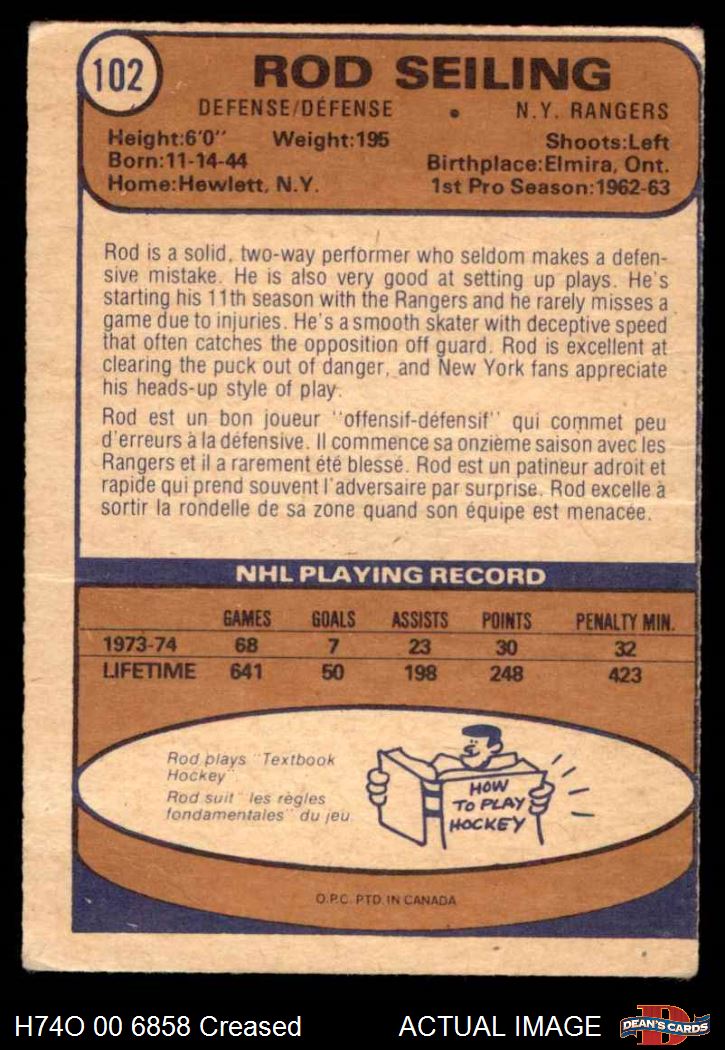 102
ROD SEILING
DEFENSE/DÉFENSE • N.Y. RANGERS
Height:6'0" Weight:195 Shoots:Left
Born:11-14-44 Birthplace:Elmira, Ont.
Home:Hewlett, N.Y. 1st Pro Season:1962-63
Rod is a solid, two-way performer who seldom makes a defen-
sive mistake. He is also very good at setting up plays. He's
starting his 11th season with the Rangers and he rarely misses a
game due to injuries. He's a smooth skater with deceptive speed
that often catches the opposition off guard. Rod is excellent at
clearing the puck out of danger, and New York fans appreciate
his heads-up style of play.
Rod est un bon joueur "offensif-défensif" qui commet peu
d'erreurs à la défensive. Il commence sa onzième saison avec les
Rangers et il a rarement été blessé. Rod est un patineur adroit et
rapide qui prend souvent l'adversaire par surprise. Rod excelle à
sortir la rondelle de sa zone quand son équipe est menacée.
NHL PLAYING RECORD
GAMES GOALS ASSISTS POINTS PENALTY MIN.
1973-74 68 7 23 30 32
LIFETIME 641 50 198 248 423
Rod plays "Textbook
Hockey"
Rod suit "les règles
fondamentales" du jeu.
HOW
TO PLAY
HOCKEY
O.P.C. PTD. IN CANADA
H74O 00 6858 Creased ACTUAL IMAGE
D
DEAN'S CARDS